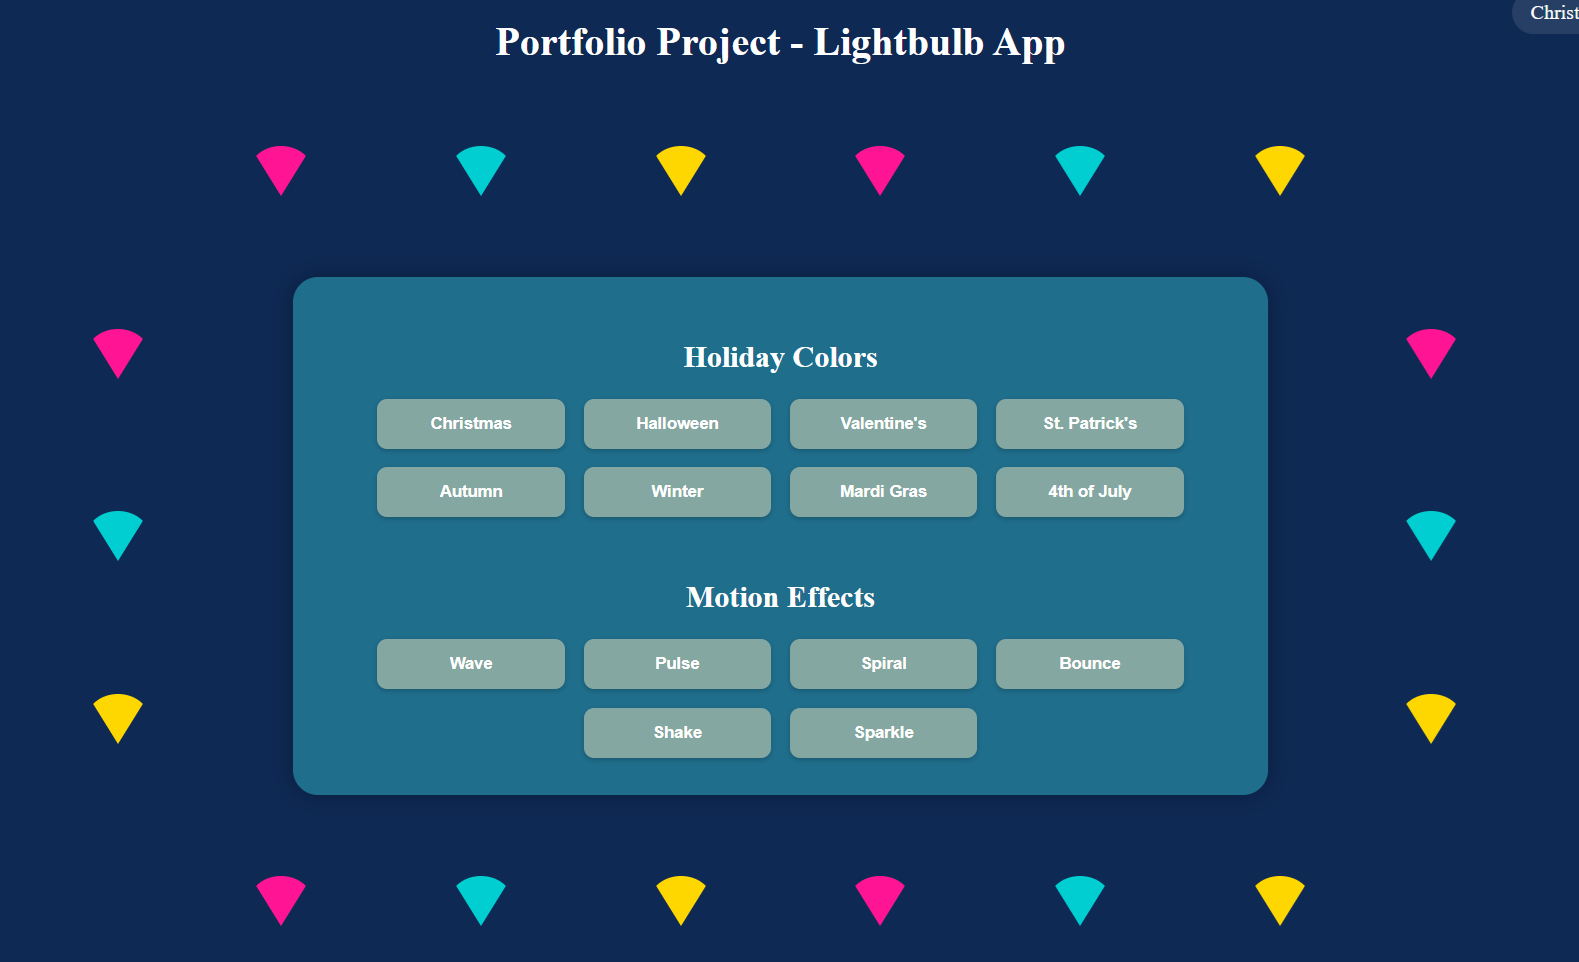 Christ
Portfolio Project - Lightbulb App
Holiday Colors
Christmas Halloween Valentine's St. Patrick's
Autumn Winter Mardi Gras 4th of July
Motion Effects
Wave Pulse Spiral Bounce
Shake Sparkle